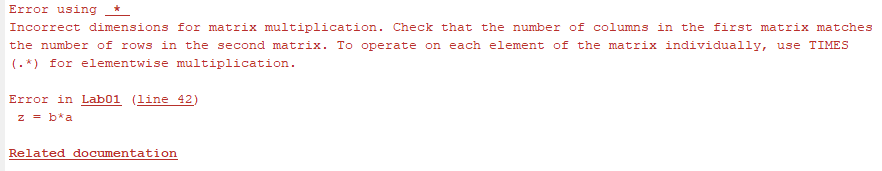 Error using  * 
Incorrect dimensions for matrix multiplication. Check that the number of columns in the first matrix matches
the number of rows in the second matrix. To operate on each element of the matrix individually, use TIMES
(.*) for elementwise multiplication.
Error in Lab01 (line 42)
z = b*a
Related documentation